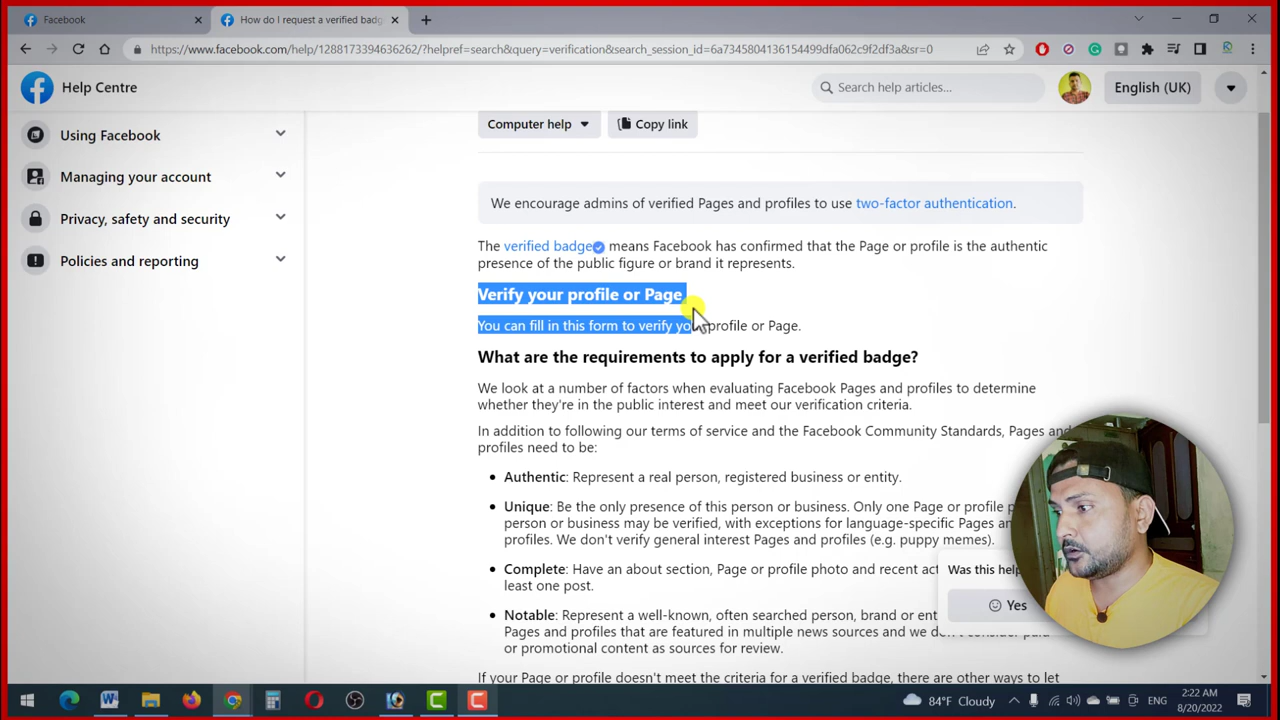 Facebook
How do I request a verified badg
https://www.facebook.com/help/1288173394636262/?helpref=search&query=verification&search_session_id=6a7345804136154499dfa062c9f2df3a&sr=0
Help Centre
Search help articles...
English (UK)
Using Facebook
Managing your account
Privacy, safety and security
Policies and reporting
Computer help
Copy link
We encourage admins of verified Pages and profiles to use two-factor authentication.
The verified badge means Facebook has confirmed that the Page or profile is the authentic
presence of the public figure or brand it represents.
Verify your profile or Page
You can fill in this form to verify yo profile or Page.
What are the requirements to apply for a verified badge?
We look at a number of factors when evaluating Facebook Pages and profiles to determine
whether they're in the public interest and meet our verification criteria.
In addition to following our terms of service and the Facebook Community Standards, Pages and
profiles need to be:
Authentic: Represent a real person, registered business or entity.
Unique: Be the only presence of this person or business. Only one Page or profile p
person or business may be verified, with exceptions for language-specific Pages an
profiles. We don't verify general interest Pages and profiles (e.g. puppy memes).
Complete: Have an about section, Page or profile photo and recent act
least one post.
Notable: Represent a well-known, often searched person, brand or ent
Pages and profiles that are featured in multiple news sources and we do
or promotional content as sources for review.
If your Page or profile doesn't meet the criteria for a verified badge, there are other ways to let
Was this help
Yes
84°F Cloudy
ENG
2:22 AM
8/20/2022